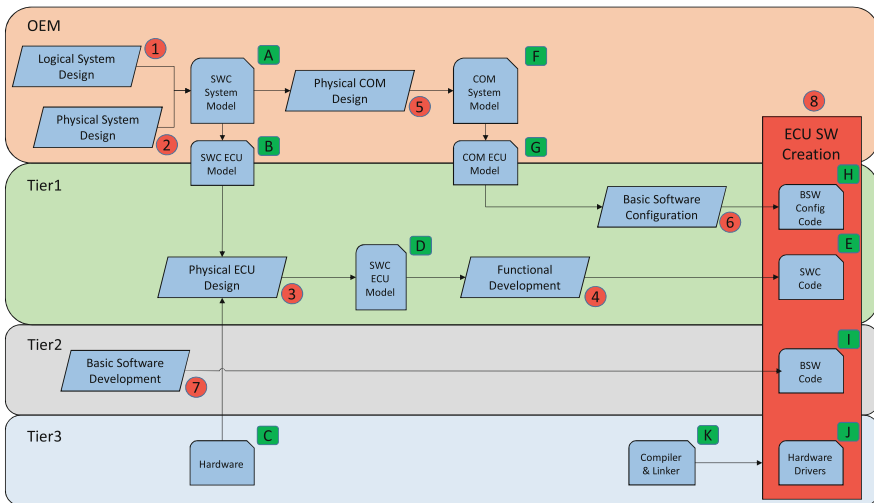 OEM
1
Logical System
Design
Physical System
Design
2
A
SWC
System
Model
Physical COM
Design
5
F
COM
System
Model
B
SWC ECU
Model
G
COM ECU
Model
8
ECU SW
Creation
Tier1
Basic Software
Configuration
6
H
BSW
Config
Code
Physical ECU
Design
3
D
SWC
ECU
Model
Functional
Development
4
E
SWC
Code
Tier2
Basic Software
Development
7
I
BSW
Code
Tier3
C
Hardware
K
Compiler
& Linker
J
Hardware
Drivers